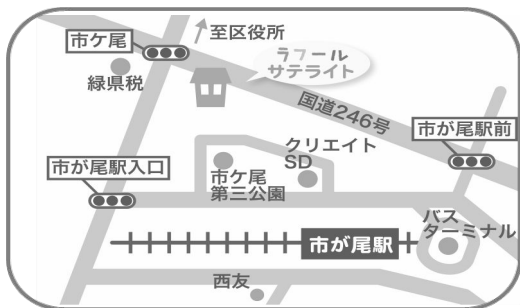 至区役所
市ケ尾
ラフール
サテライト
緑県税
国道246号
市が尾駅前
クリエイト
SD
市が尾駅入口
市ケ尾
第三公園
バス
ターミナル
市が尾駅
西友